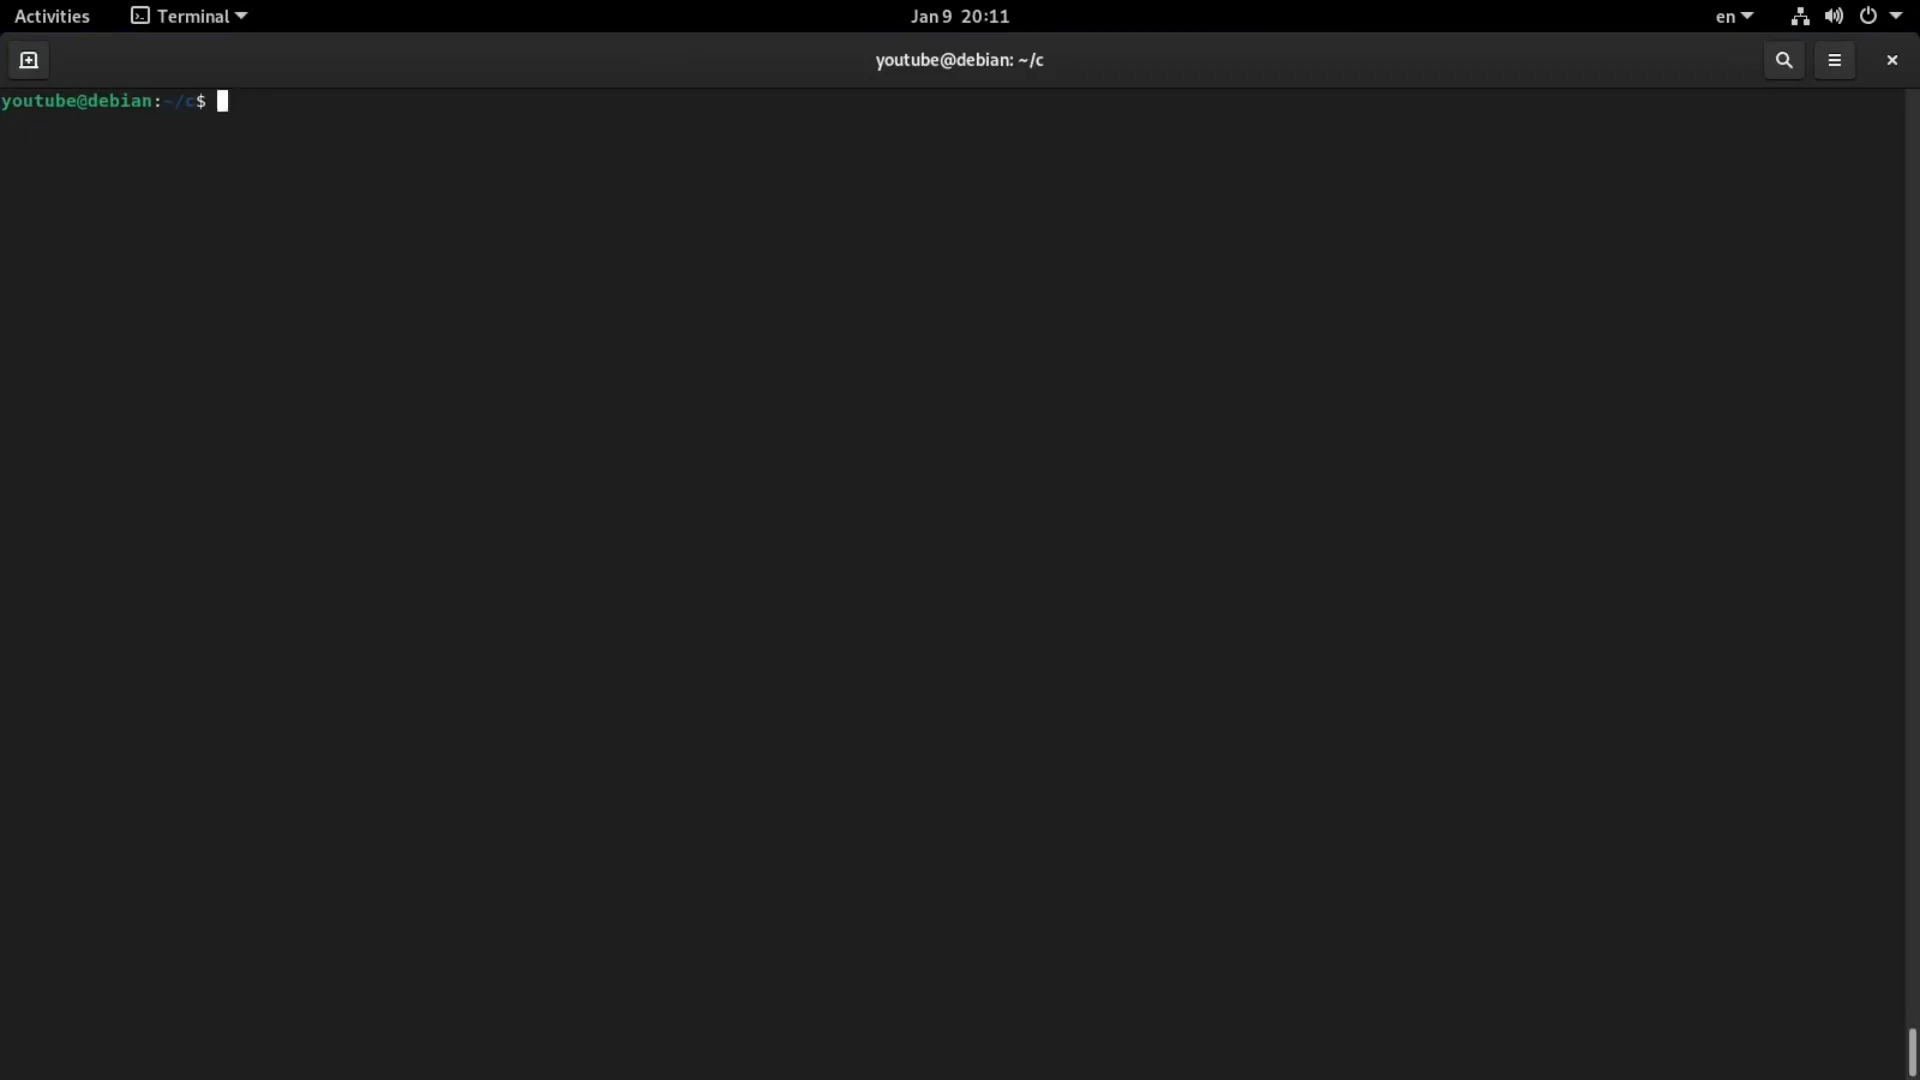 Activities Terminal Jan 9 20:11 en
youtube@debian: ~/c
youtube@debian:~/c$